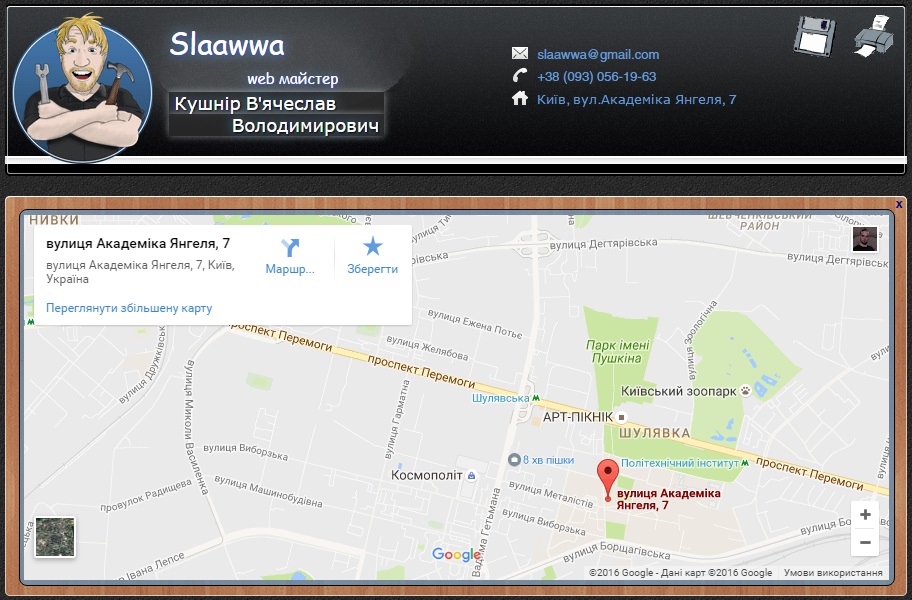 Slaawwa
web майстер
Кушнір В'ячеслав
Володимирович
slaawwa@gmail.com
+38 (093) 056-19-63
Київ, вул.Академіка Янгеля, 7
x
НИВКИ
вулиця Академіка Янгеля, 7
вулиця Академіка Янгеля, 7, Київ,
Україна
Переглянути збільшену карту
Маршр...
Зберегти
ШЕВЧЕНКІВСЬКИЙ
РАЙОН
вулиця Дегтярівська
вулиця Дегтярівська
вулиця Дружківська
проспект Перемоги
проспект Перемоги
вулиця Ежена Потьє
вулиця Желябова
вулиця Зоологічна
Парк імені
Пушкіна
Київський зоопарк
Шулявська
АРТ-ПІКНІК
ШУЛЯВКА
вулиця Миколи Василенка
вулиця Гарматна
вулиця Виборзька
8 хв пішки
Політехнічний інститут
проспект Перемоги
Космополіт
вулиця Академіка
Янгеля, 7
вулиця Металістів
вулиця Машинобудівна
провулок Радищева
вулиця Виборзька
Вадима Гетьмана
вулиця Борщагівська
Івана Лепсе
Google
+
−
©2016 Google - Дані карт ©2016 Google
Умови використання